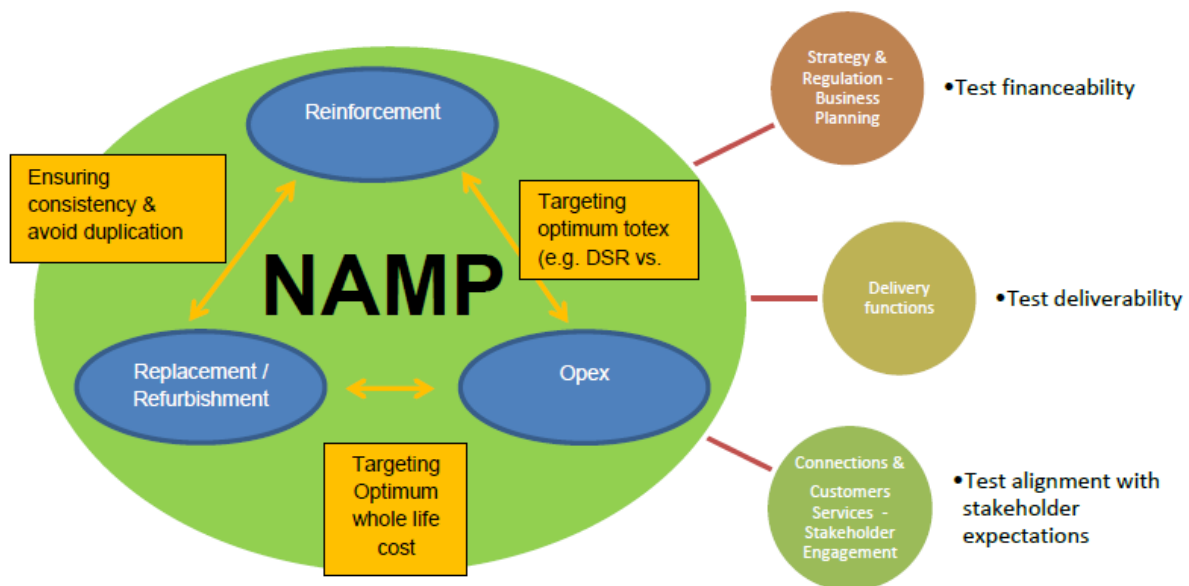 Reinforcement
Ensuring
consistency &
avoid duplication
Targeting
optimum totex
(e.g. DSR vs.
NAMP
Replacement /
Refurbishment
Opex
Targeting
Optimum
whole life
cost
Strategy &
Regulation -
Business
Planning
•Test financeability
Delivery
functions
•Test deliverability
Connections &
Customers
Services -
Stakeholder
Engagement
•Test alignment with
stakeholder
expectations